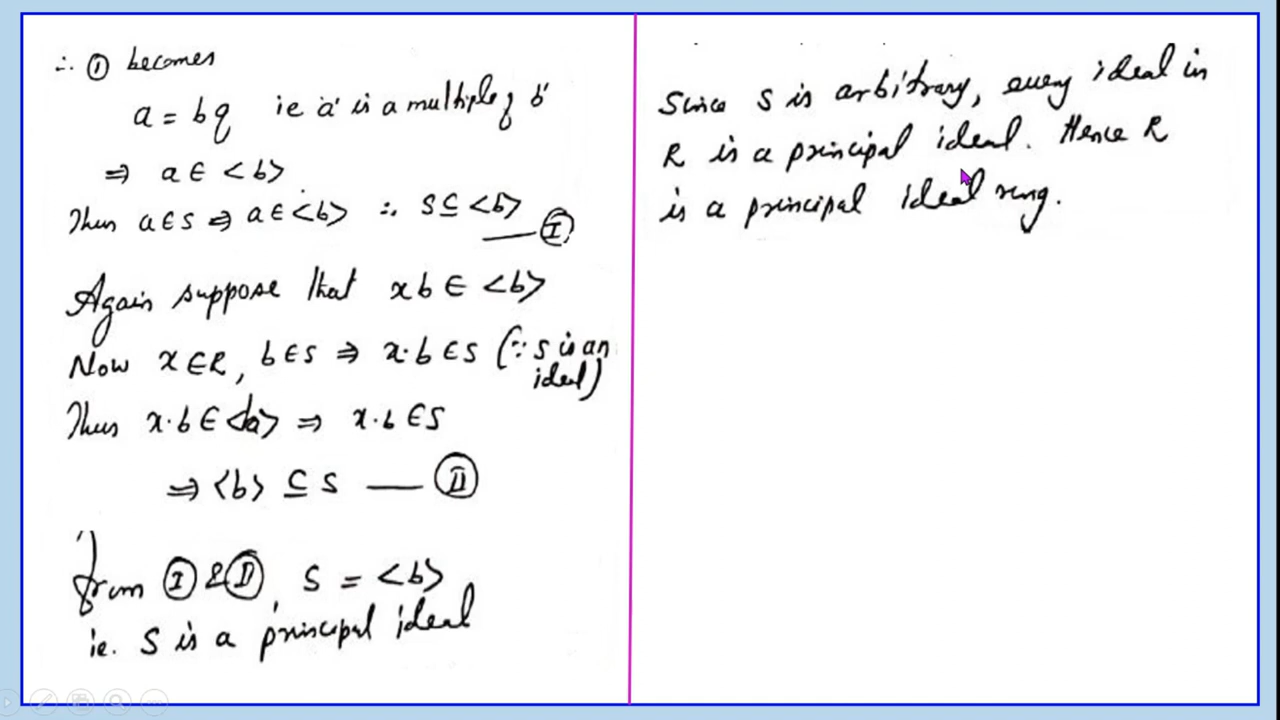 ∴ ① becomes
a = bq ie 'a' is a multiple of 'b'
⇒ a ∈ <b>
Thus a ∈ S ⇒ a ∈ <b> ∴ S ⊆ <b>
—— Ⓘ
Again suppose that xb ∈ <b>
Now x ∈ R, b ∈ S ⇒ x·b ∈ S (∵ S is an
ideal)
Thus x·b ∈ <b> ⇒ x·b ∈ S
⇒ <b> ⊆ S —— Ⅱ
from Ⓘ & Ⅱ, S = <b>
ie. S is a principal ideal
Since S is arbitrary, every ideal in
R is a principal ideal. Hence R
is a principal ideal ring.